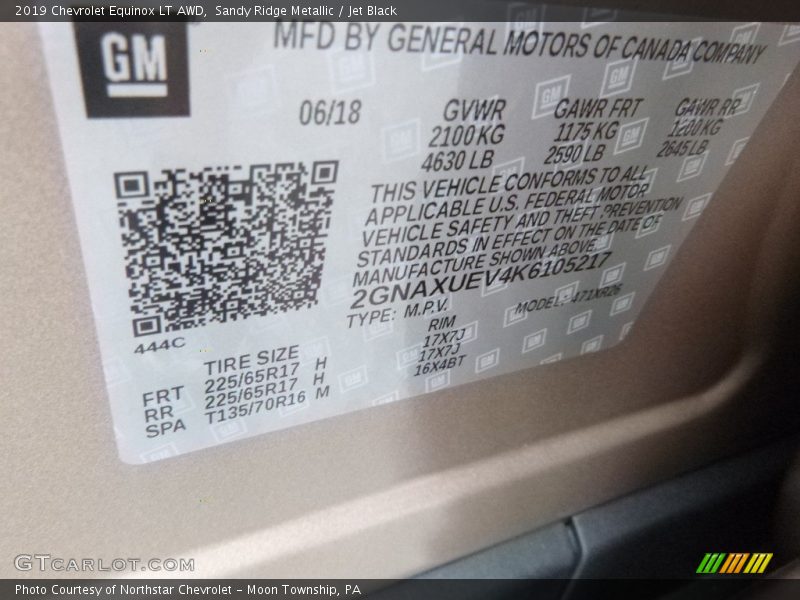 2019 Chevrolet Equinox LT AWD, Sandy Ridge Metallic / Jet Black
GM
MFD BY GENERAL MOTORS OF CANADA COMPANY
06/18
GVWR GAWR FRT GAWR RR
2100 KG 1175 KG 1200 KG
4630 LB 2590 LB 2645 LB
THIS VEHICLE CONFORMS TO ALL
APPLICABLE U.S. FEDERAL MOTOR
VEHICLE SAFETY AND THEFT PREVENTION
STANDARDS IN EFFECT ON THE DATE OF
MANUFACTURE SHOWN ABOVE
2GNAXUEV4K6105217
TYPE: M.P.V. MODEL: 471XR26
444C
TIRE SIZE RIM
FRT 225/65R17 H 17X7J
RR 225/65R17 H 17X7J
SPA T135/70R16 M 16X4BT
GTCARLOT.COM
Photo Courtesy of Northstar Chevrolet - Moon Township, PA